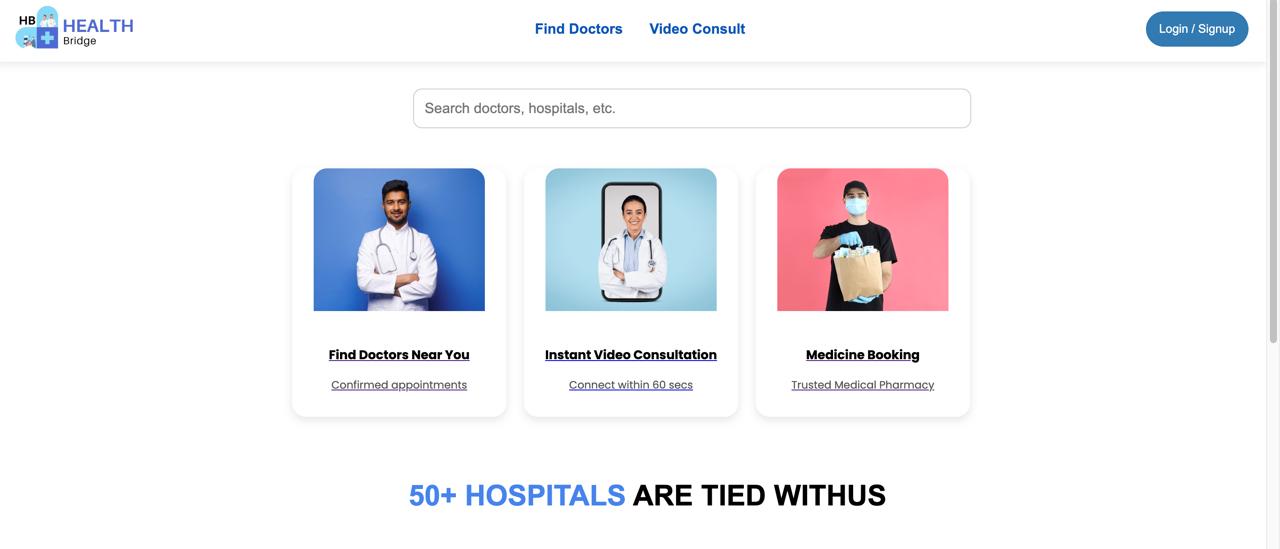 HB
HEALTH
Bridge
Find Doctors
Video Consult
Login / Signup
Search doctors, hospitals, etc.
Find Doctors Near You
Confirmed appointments
Instant Video Consultation
Connect within 60 secs
Medicine Booking
Trusted Medical Pharmacy
50+ HOSPITALS ARE TIED WITHUS